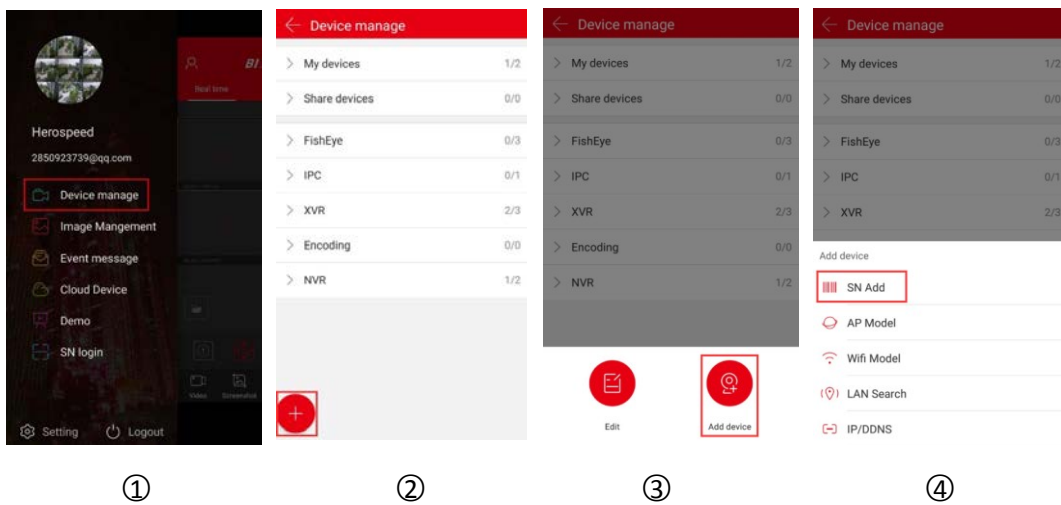 BI
Real time
Herospeed
2850923739@qq.com
Device manage
Image Mangement
Event message
Cloud Device
Demo
SN login
Video Screenshot
Setting Logout
①
Device manage
My devices 1/2
Share devices 0/0
FishEye 0/3
IPC 0/1
XVR 2/3
Encoding 0/0
NVR 1/2
②
Device manage
My devices 1/2
Share devices 0/0
FishEye 0/3
IPC 0/1
XVR 2/3
Encoding 0/0
NVR 1/2
Edit Add device
③
Device manage
My devices 1/2
Share devices 0/0
FishEye 0/3
IPC 0/1
XVR 2/3
Add device
SN Add
AP Model
Wifi Model
LAN Search
IP/DDNS
④